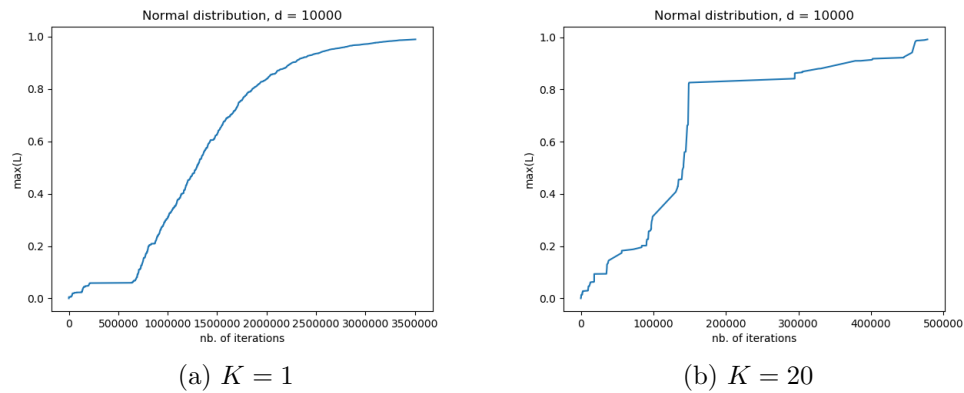 Normal distribution, d = 10000
1.0
0.8
0.6
0.4
0.2
0.0
max(L)
0 500000 1000000 1500000 2000000 2500000 3000000 3500000
nb. of iterations
(a) K = 1
Normal distribution, d = 10000
1.0
0.8
0.6
0.4
0.2
0.0
max(L)
0 100000 200000 300000 400000 500000
nb. of iterations
(b) K = 20